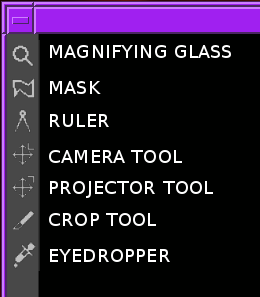 MAGNIFYING GLASS
MASK
RULER
CAMERA TOOL
PROJECTOR TOOL
CROP TOOL
EYEDROPPER